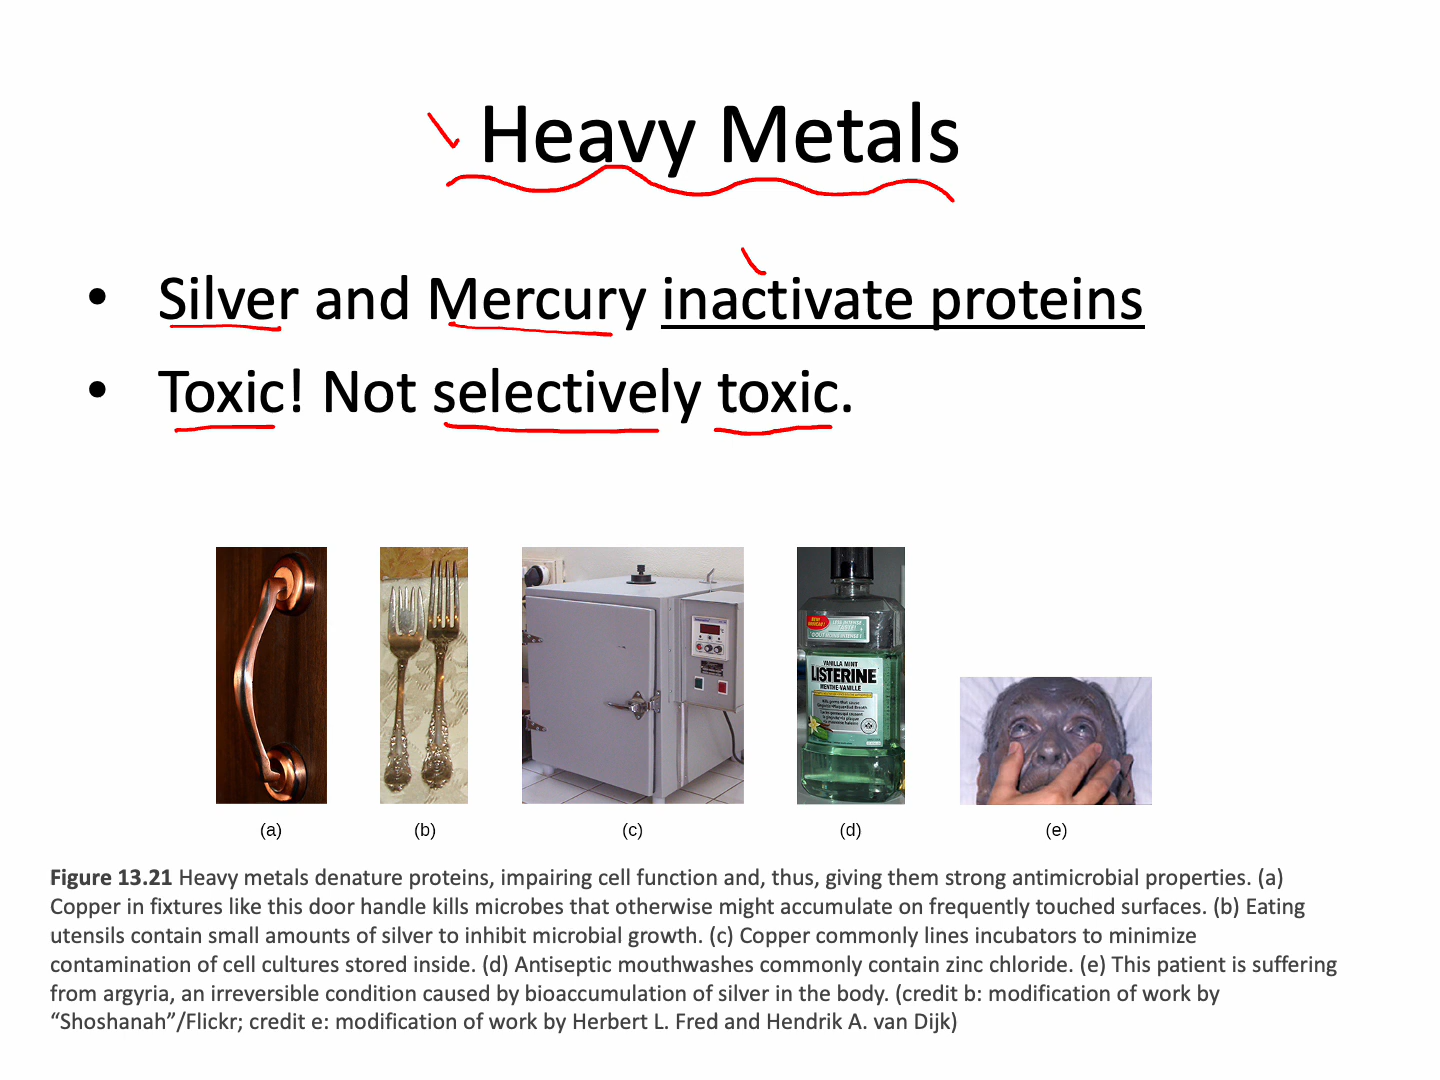 Heavy Metals
• Silver and Mercury inactivate proteins
• Toxic! Not selectively toxic.
VANILLA MINT
LISTERINE
MENTHE VANILLE
(a) (b) (c) (d) (e)
Figure 13.21 Heavy metals denature proteins, impairing cell function and, thus, giving them strong antimicrobial properties. (a)
Copper in fixtures like this door handle kills microbes that otherwise might accumulate on frequently touched surfaces. (b) Eating
utensils contain small amounts of silver to inhibit microbial growth. (c) Copper commonly lines incubators to minimize
contamination of cell cultures stored inside. (d) Antiseptic mouthwashes commonly contain zinc chloride. (e) This patient is suffering
from argyria, an irreversible condition caused by bioaccumulation of silver in the body. (credit b: modification of work by
“Shoshanah”/Flickr; credit e: modification of work by Herbert L. Fred and Hendrik A. van Dijk)